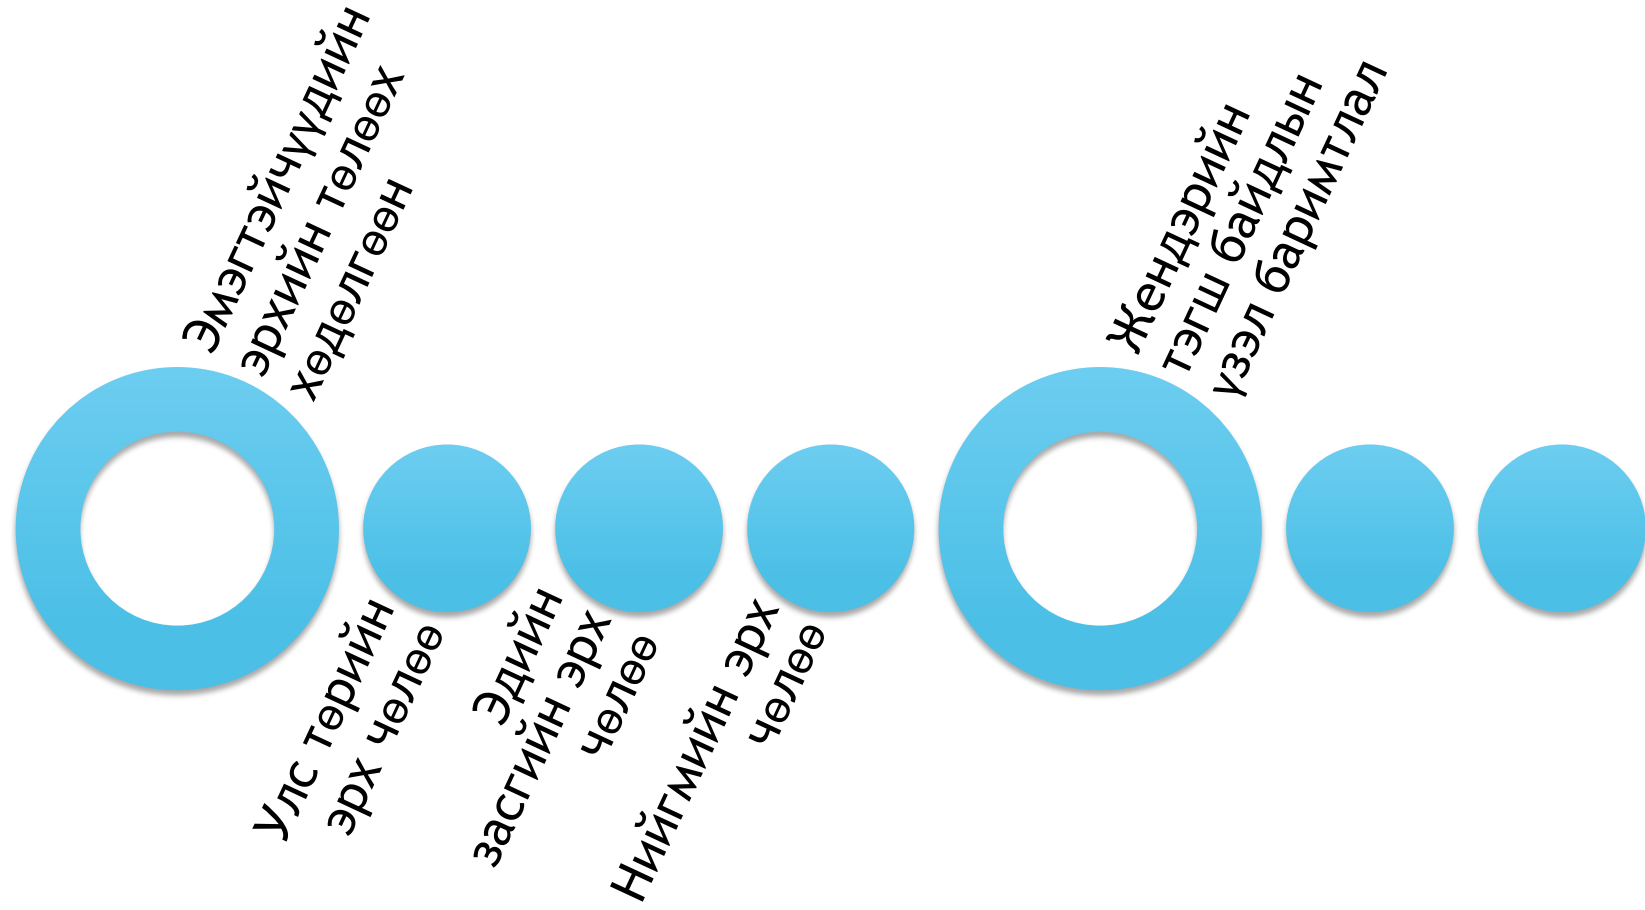 Эмэгтэйчүүдийн
эрхийн төлөөх
хөдөлгөөн
Улс төрийн
эрх чөлөө
Эдийн
засгийн эрх
чөлөө
Нийгмийн эрх
чөлөө
Жендэрийн
тэгш байдлын
үзэл баримтлал